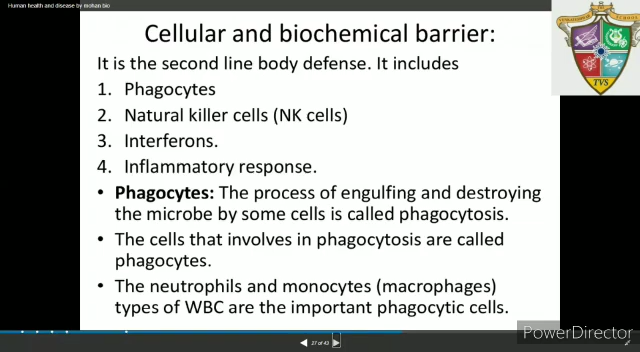 Human health and disease by mohan bio
Cellular and biochemical barrier:
It is the second line body defense. It includes
1. Phagocytes
2. Natural killer cells (NK cells)
3. Interferons.
4. Inflammatory response.
• Phagocytes: The process of engulfing and destroying
the microbe by some cells is called phagocytosis.
• The cells that involves in phagocytosis are called
phagocytes.
• The neutrophils and monocytes (macrophages)
types of WBC are the important phagocytic cells.
TVS
27 of 43
PowerDirector